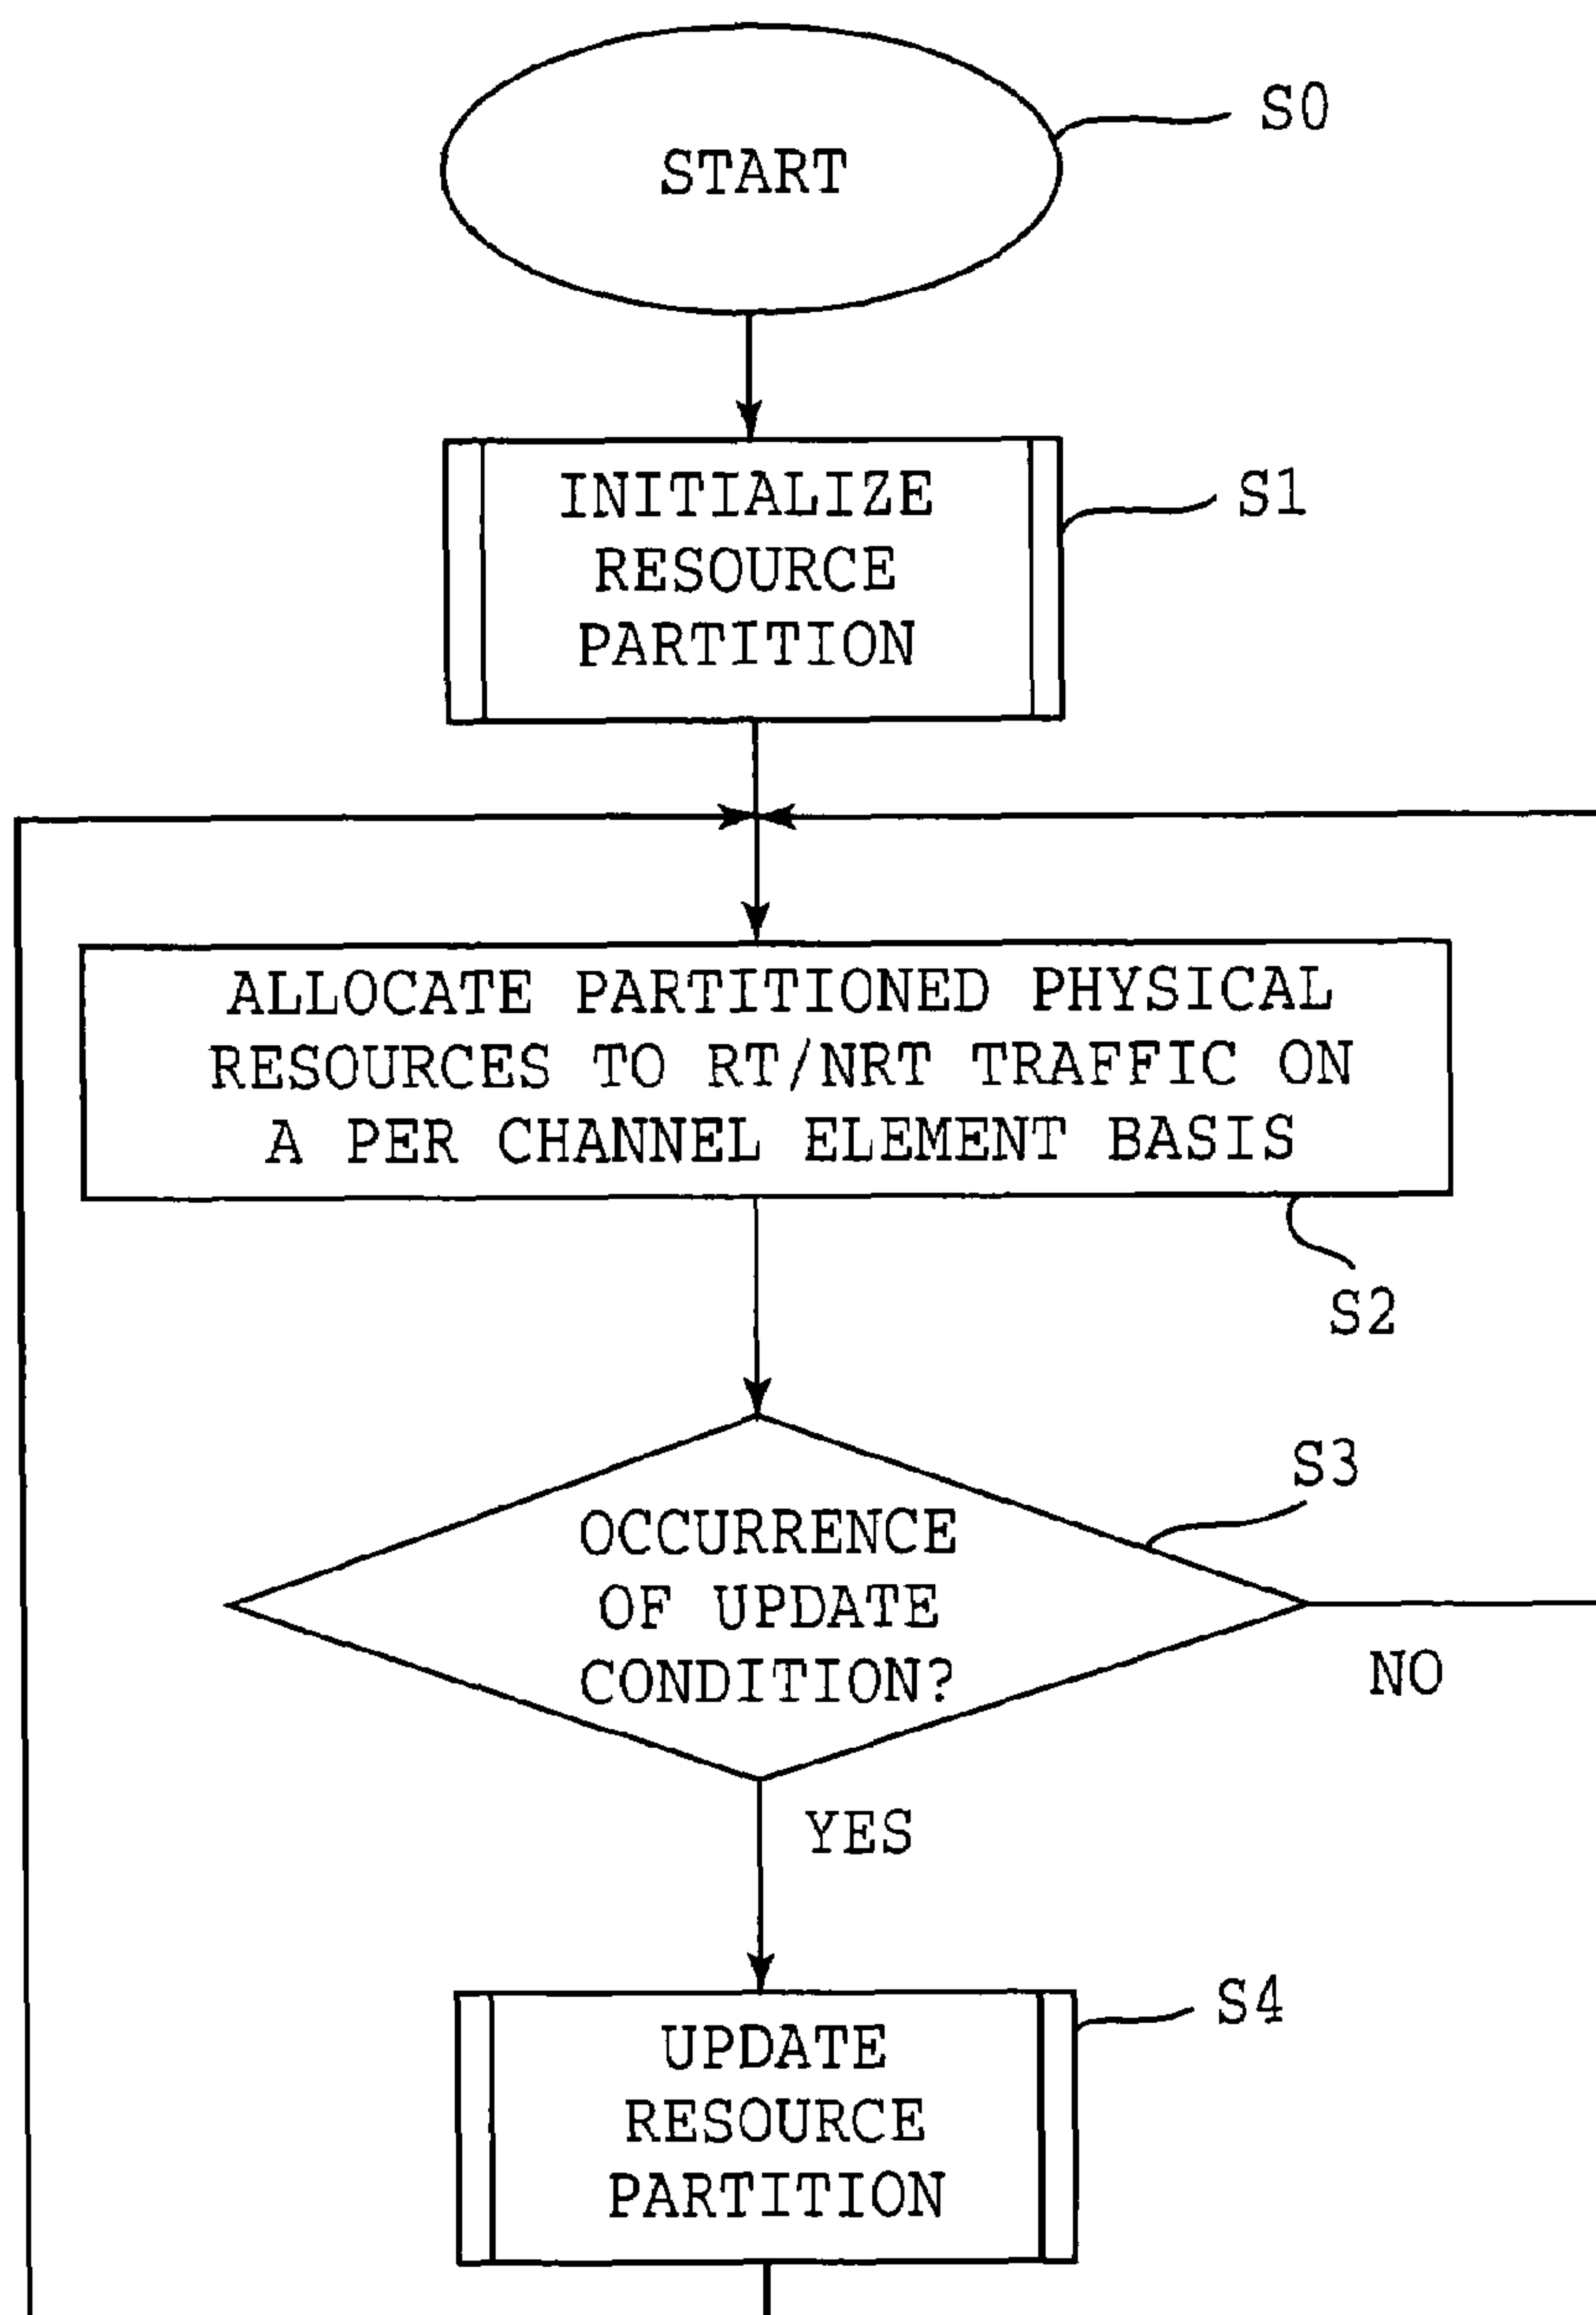 START
S0
INITIALIZE
RESOURCE
PARTITION
S1
ALLOCATE PARTITIONED PHYSICAL
RESOURCES TO RT/NRT TRAFFIC ON
A PER CHANNEL ELEMENT BASIS
S2
OCCURRENCE
OF UPDATE
CONDITION?
S3
NO
YES
UPDATE
RESOURCE
PARTITION
S4